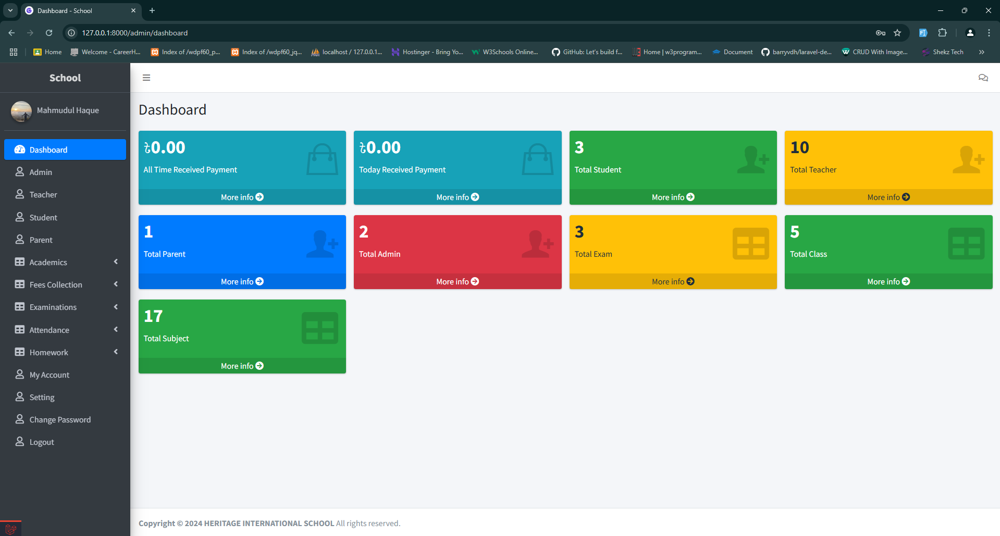 Dashboard - School
127.0.0.1:8000/admin/dashboard
Home
Welcome - CareerH...
Index of /wdpf60_p...
Index of /wdpf60_jq...
localhost / 127.0.0.1...
Hostinger - Bring Yo...
W3Schools Online...
GitHub: Let's build f...
Home | w3program...
Document
barryvdh/laravel-de...
CRUD With Image...
Shekz Tech
School
Mahmudul Haque
Dashboard
Admin
Teacher
Student
Parent
Academics
Fees Collection
Examinations
Attendance
Homework
My Account
Setting
Change Password
Logout
Dashboard
৳0.00
All Time Received Payment
More info
৳0.00
Today Received Payment
More info
3
Total Student
More info
10
Total Teacher
More info
1
Total Parent
More info
2
Total Admin
More info
3
Total Exam
More info
5
Total Class
More info
17
Total Subject
More info
Copyright © 2024 HERITAGE INTERNATIONAL SCHOOL All rights reserved.